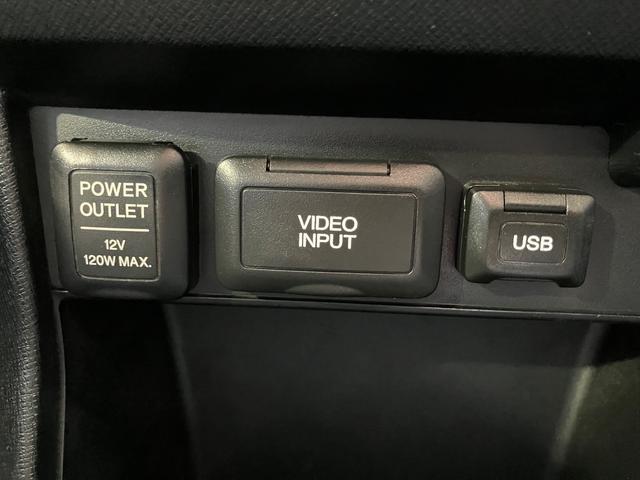 POWER
OUTLET
12V
120W MAX.
VIDEO
INPUT
USB